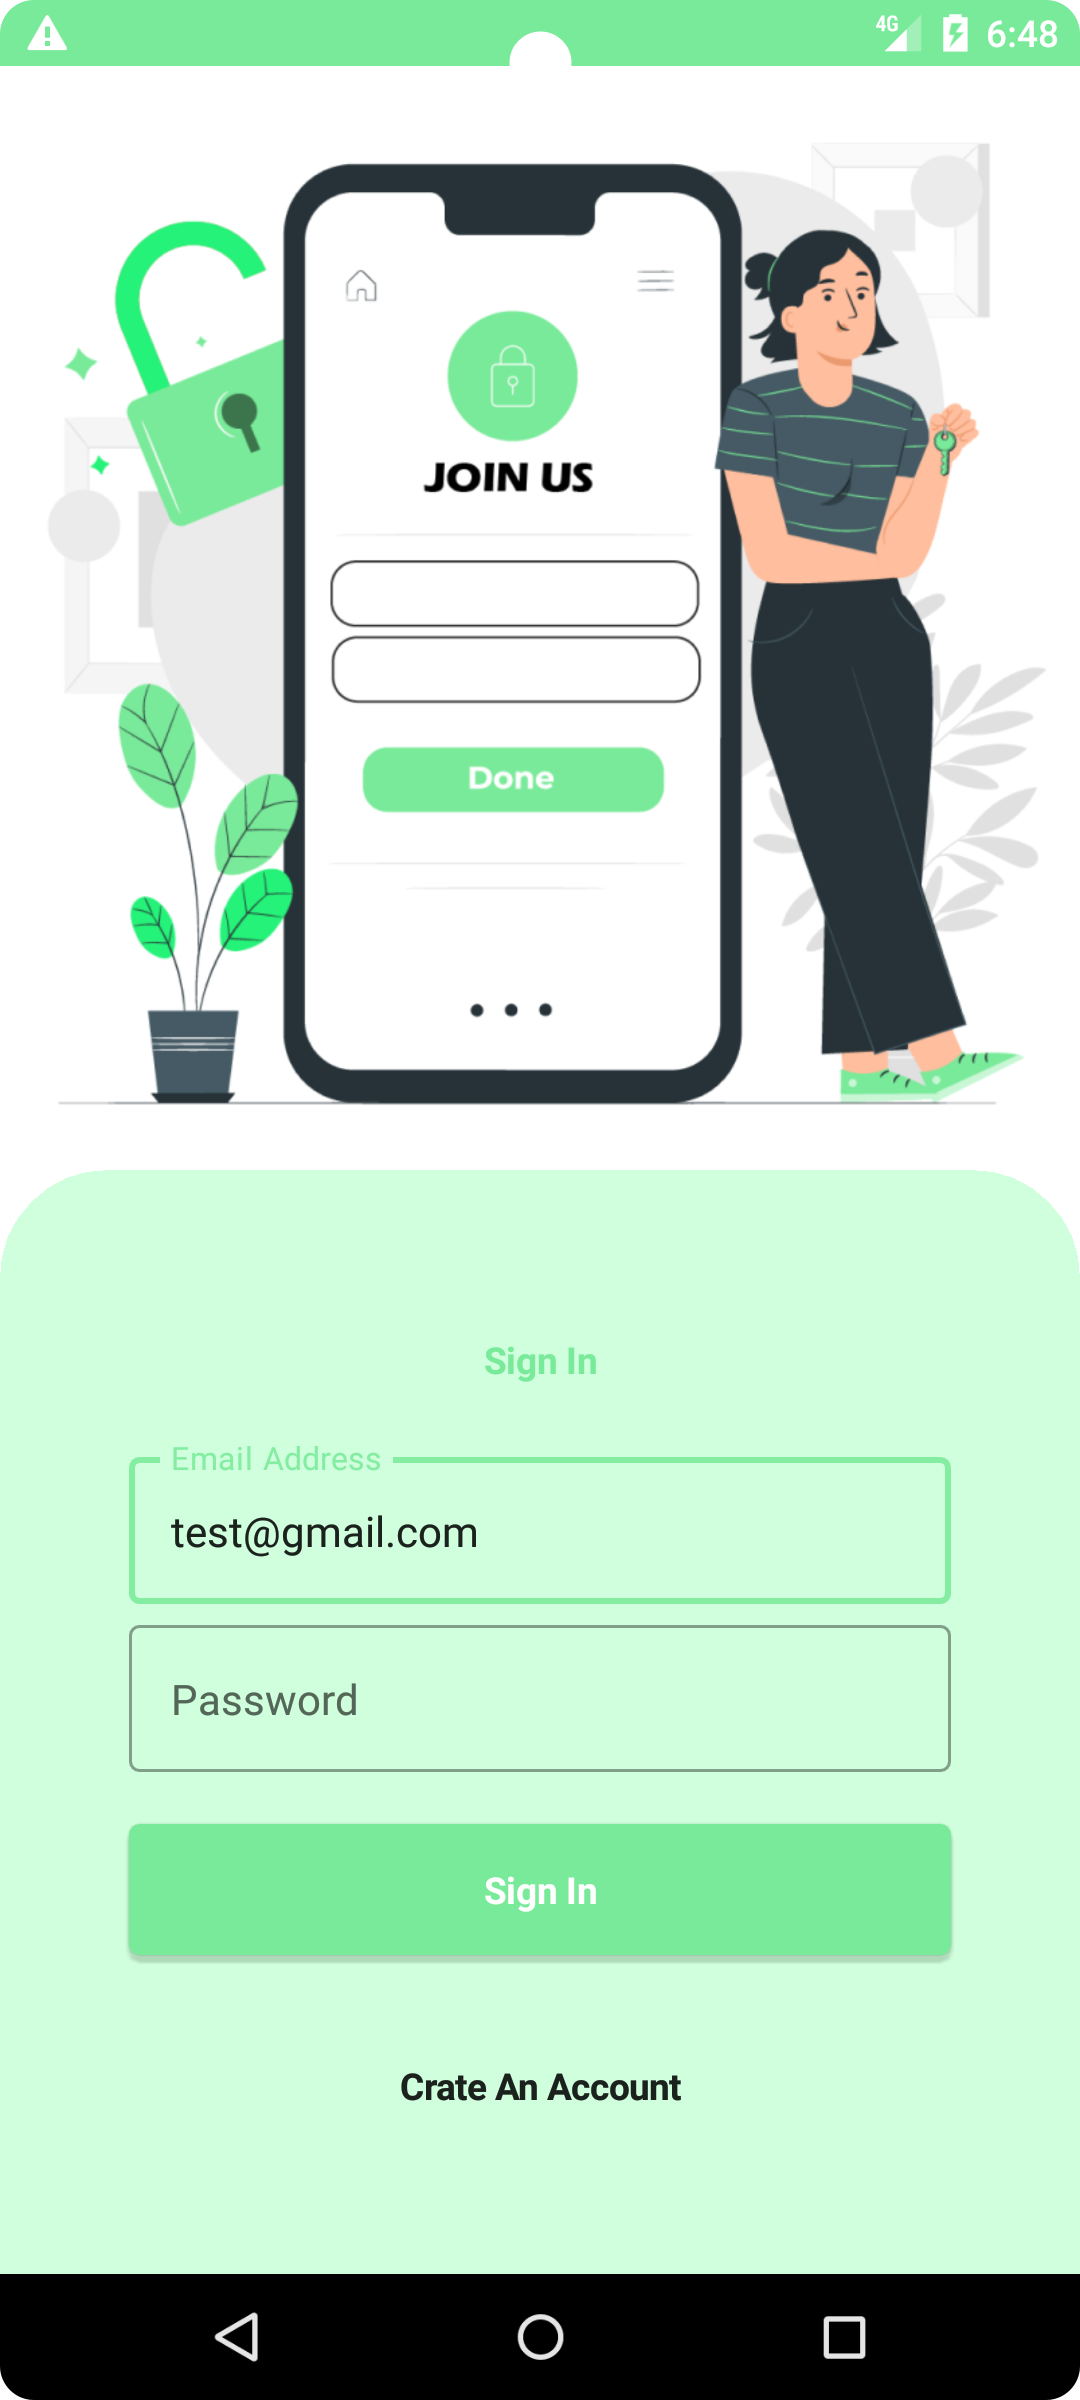 4G 6:48
JOIN US
Done
Sign In
Email Address
test@gmail.com
Password
Sign In
Crate An Account